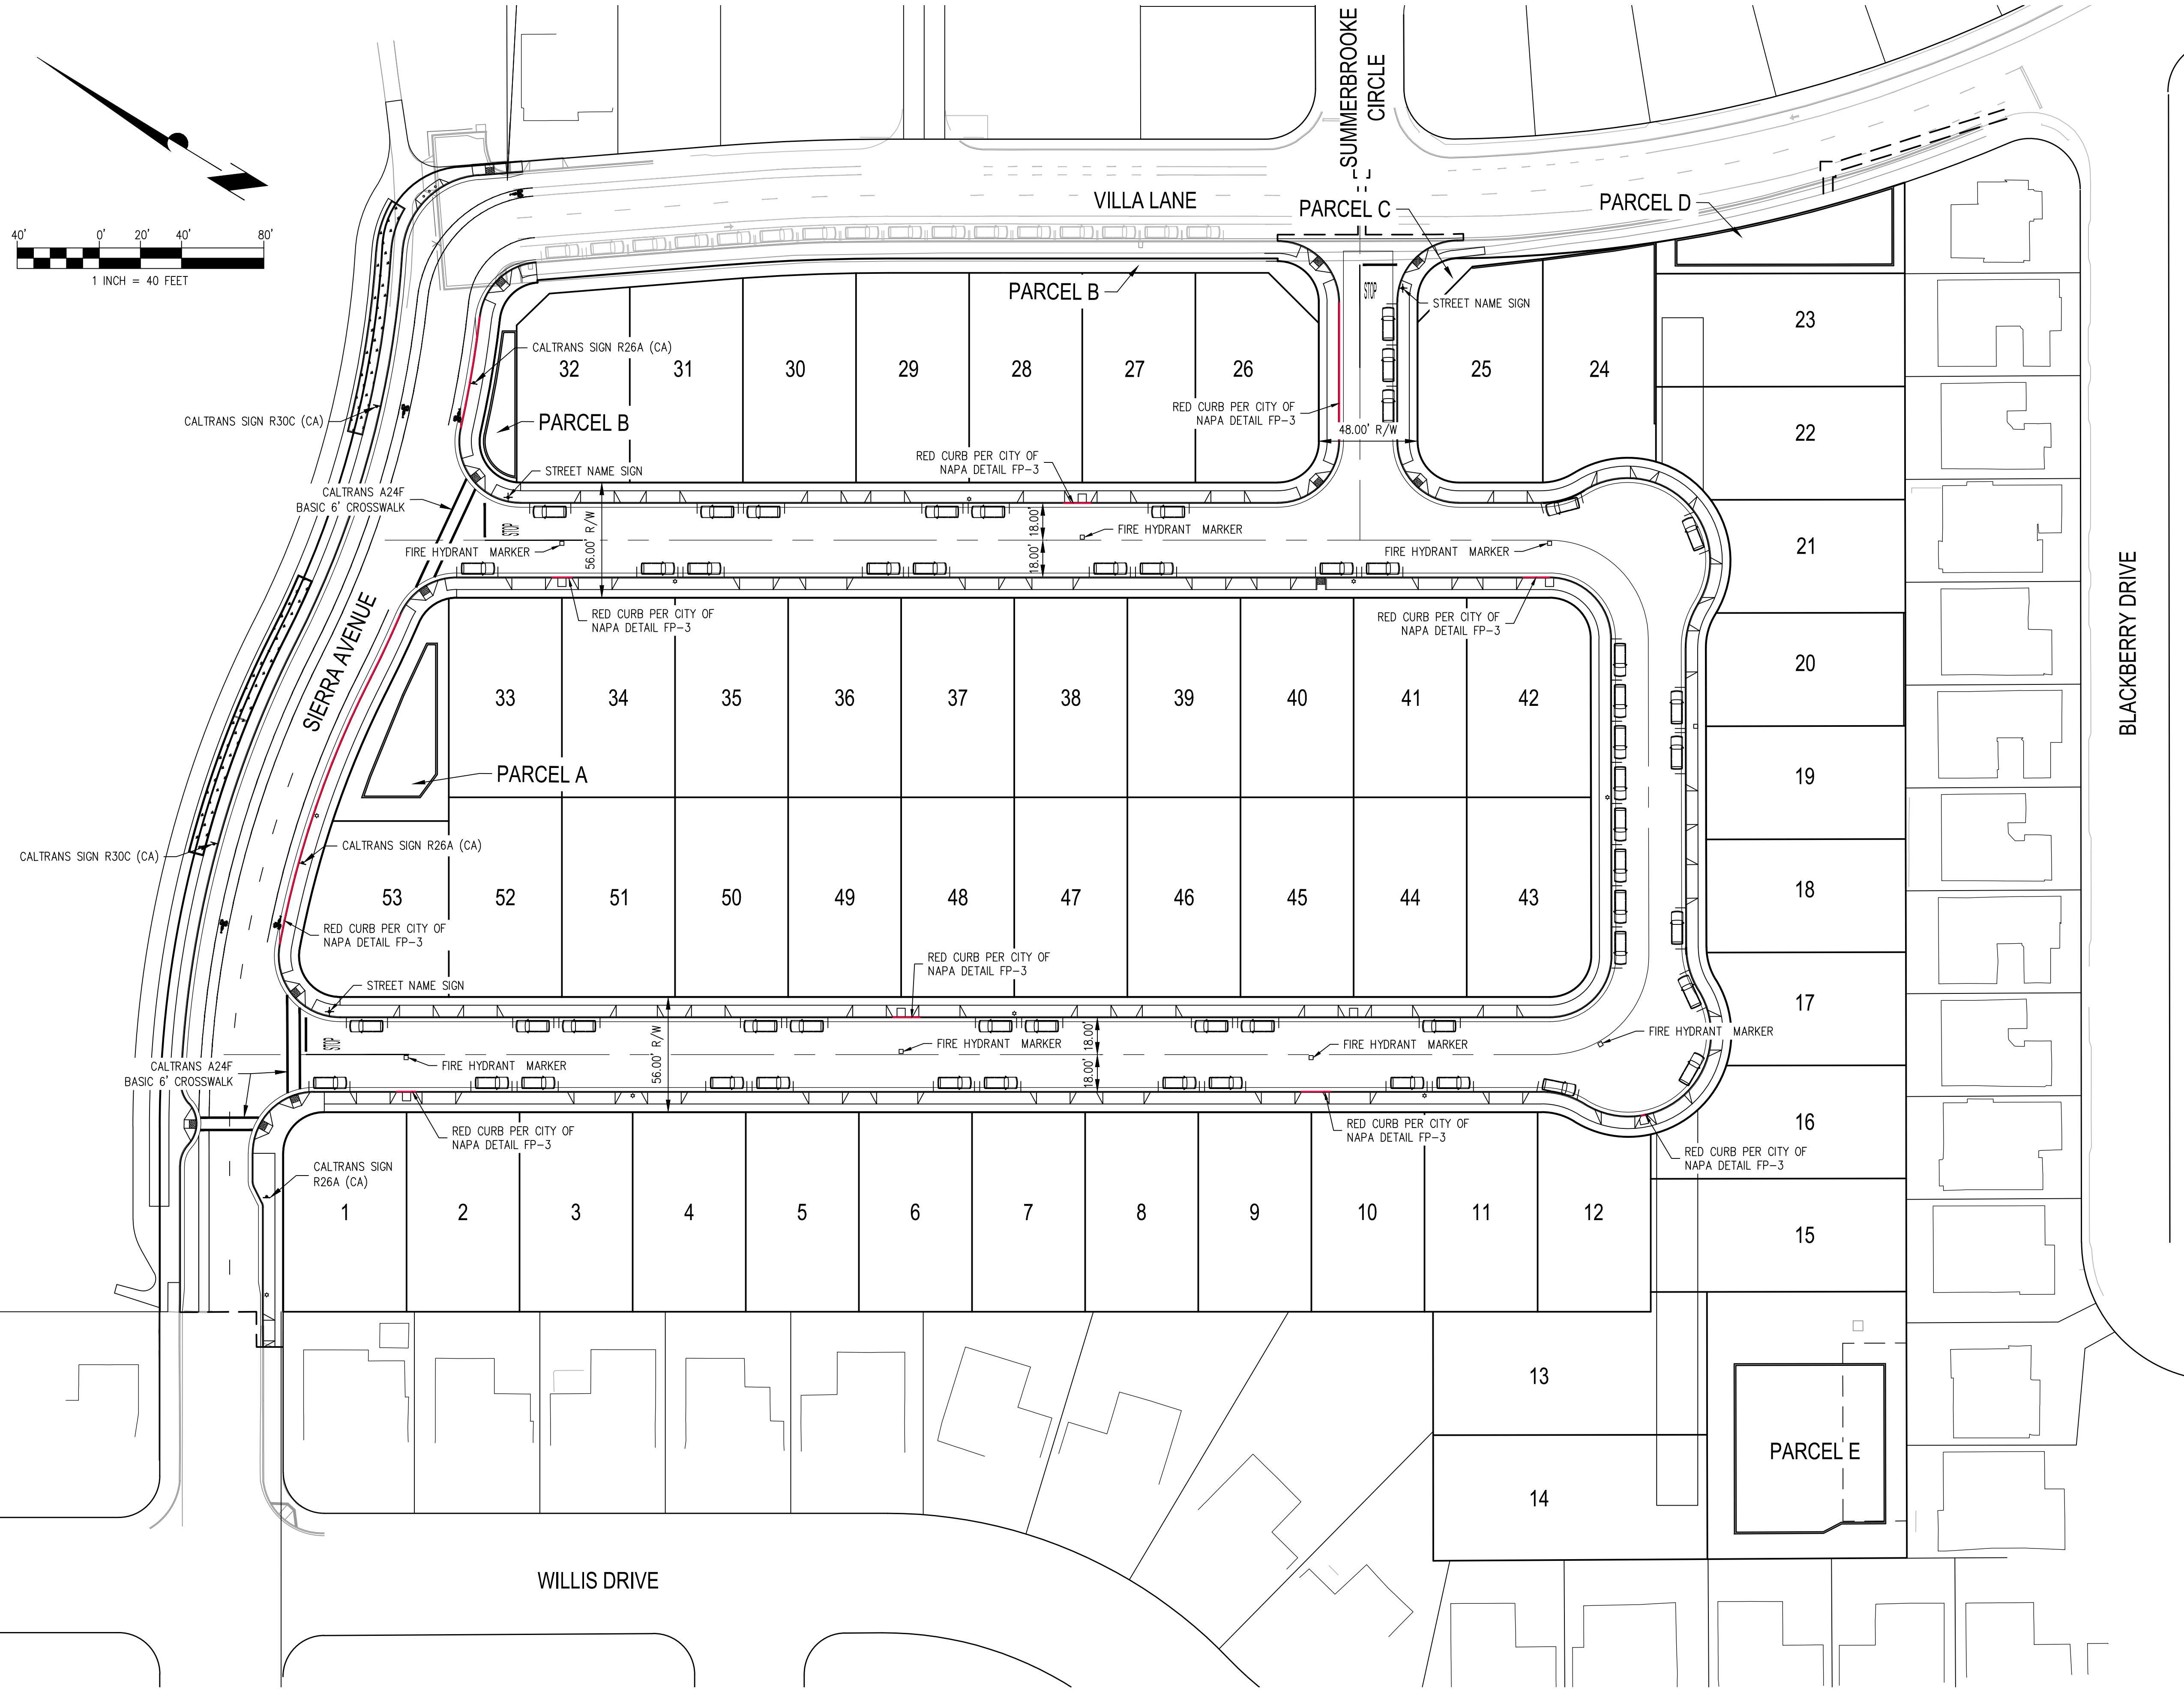 SUMMERBROOKE
CIRCLE
VILLA LANE
PARCEL C
PARCEL D
40'
0'
20'
40'
80'
1 INCH = 40 FEET
PARCEL B
STOP
STREET NAME SIGN
23
CALTRANS SIGN R26A (CA)
32
31
30
29
28
27
26
25
24
CALTRANS SIGN R30C (CA)
PARCEL B
RED CURB PER CITY OF
NAPA DETAIL FP-3
48.00' R/W
22
STREET NAME SIGN
RED CURB PER CITY OF
NAPA DETAIL FP-3
CALTRANS A24F
BASIC 6' CROSSWALK
STOP
56.00' R/W
18.00'
18.00'
FIRE HYDRANT MARKER
FIRE HYDRANT MARKER
FIRE HYDRANT MARKER
21
BLACKBERRY DRIVE
RED CURB PER CITY OF
NAPA DETAIL FP-3
RED CURB PER CITY OF
NAPA DETAIL FP-3
SIERRA AVENUE
20
33
34
35
36
37
38
39
40
41
42
PARCEL A
19
CALTRANS SIGN R26A (CA)
CALTRANS SIGN R30C (CA)
18
53
52
51
50
49
48
47
46
45
44
43
RED CURB PER CITY OF
NAPA DETAIL FP-3
RED CURB PER CITY OF
NAPA DETAIL FP-3
STREET NAME SIGN
17
STOP
56.00' R/W
18.00'
18.00'
FIRE HYDRANT MARKER
FIRE HYDRANT MARKER
FIRE HYDRANT MARKER
FIRE HYDRANT MARKER
CALTRANS A24F
BASIC 6' CROSSWALK
16
RED CURB PER CITY OF
NAPA DETAIL FP-3
RED CURB PER CITY OF
NAPA DETAIL FP-3
RED CURB PER CITY OF
NAPA DETAIL FP-3
CALTRANS SIGN
R26A (CA)
1
2
3
4
5
6
7
8
9
10
11
12
15
13
PARCEL E
14
WILLIS DRIVE